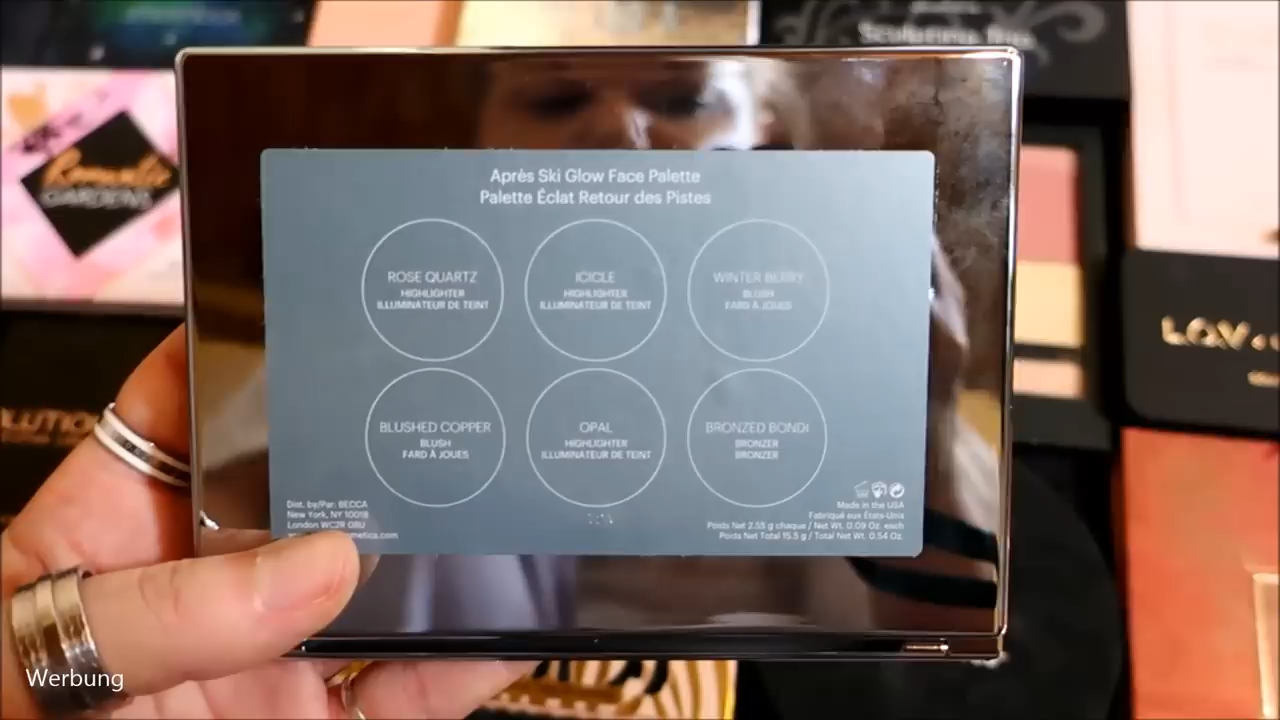 Sculpting Trio
Romantic
GARDENS
Après Ski Glow Face Palette
Palette Éclat Retour des Pistes
ROSE QUARTZ
HIGHLIGHTER
ILLUMINATEUR DE TEINT
ICICLE
HIGHLIGHTER
ILLUMINATEUR DE TEINT
WINTER BERRY
BLUSH
FARD À JOUES
BLUSHED COPPER
BLUSH
FARD À JOUES
OPAL
HIGHLIGHTER
ILLUMINATEUR DE TEINT
BRONZED BONDI
BRONZER
BRONZER
Dist. by/Par: BECCA
New York, NY 10018
London WC2R 0BU
Made in the USA
Fabriqué aux États-Unis
Poids Net 2.55 g chaque / Net Wt. 0.09 Oz. each
Poids Net Total 15.5 g / Total Net Wt. 0.54 Oz.
L.O.V
Werbung